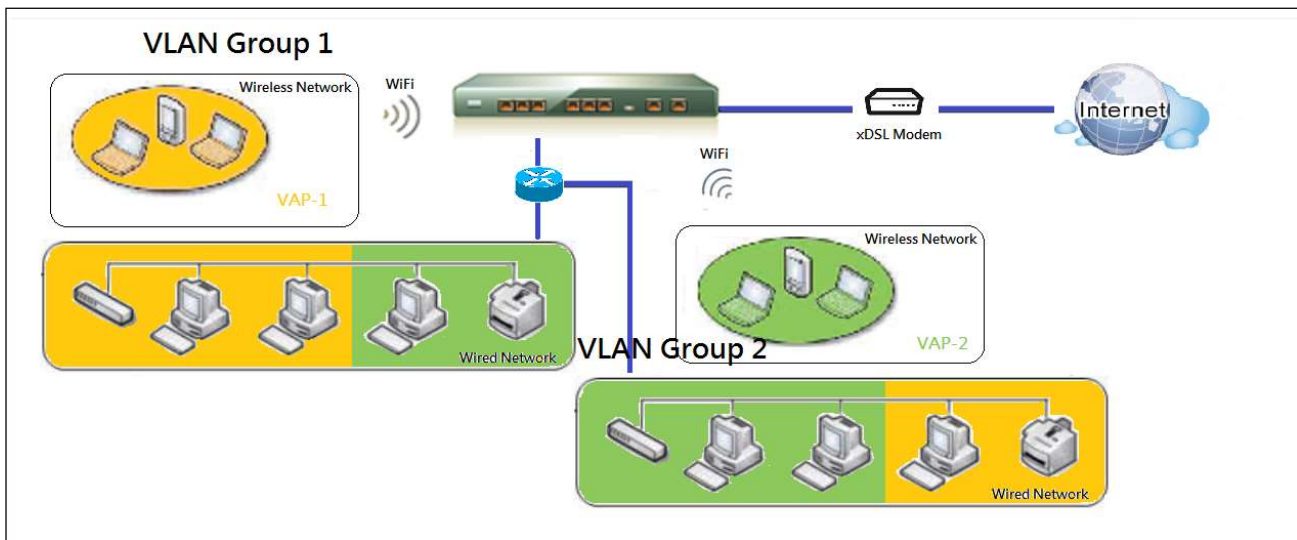 VLAN Group 1
Wireless Network
WiFi
VAP-1
xDSL Modem
Internet
WiFi
Wireless Network
VAP-2
Wired Network
VLAN Group 2
Wired Network